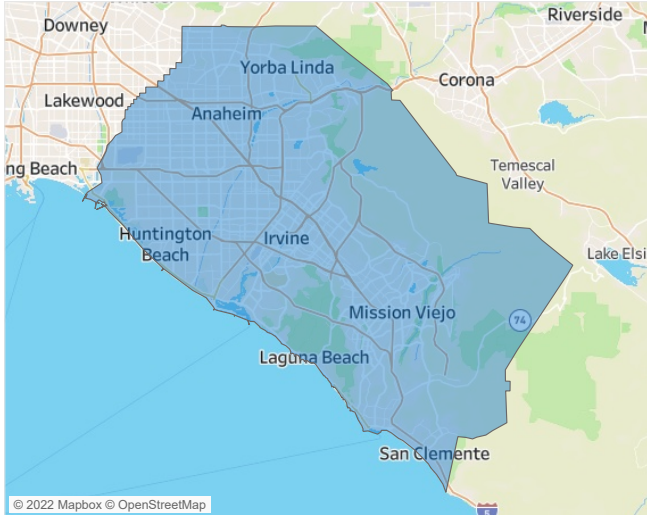 Riverside
Downey
Yorba Linda
Corona
Lakewood
Anaheim
ng Beach
Temescal
Valley
Huntington
Beach
Irvine
Lake Elsi
Mission Viejo
74
Laguna Beach
San Clemente
5
© 2022 Mapbox © OpenStreetMap